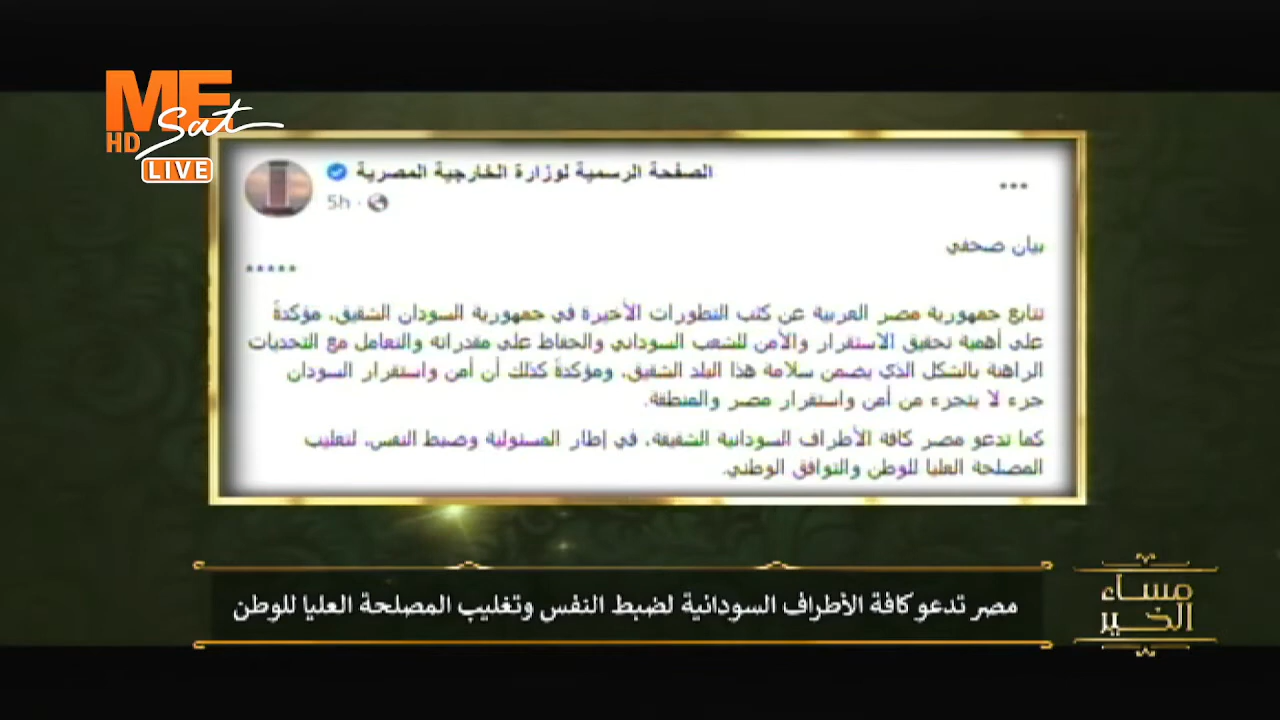 ME
Sat
HD
LIVE
الصفحة الرسمية لوزارة الخارجية المصرية
5h
بيان صحفي
*****
تتابع جمهورية مصر العربية عن كثب التطورات الأخيرة في جمهورية السودان الشقيق، مؤكدةً
على أهمية تحقيق الاستقرار والأمن للشعب السوداني والحفاظ على مقدراته والتعامل مع التحديات
الراهنة بالشكل الذي يضمن سلامة هذا البلد الشقيق، ومؤكدةً كذلك أن أمن واستقرار السودان
جزء لا يتجزء من أمن واستقرار مصر والمنطقة.
كما تدعو مصر كافة الأطراف السودانية الشقيقة، في إطار المسئولية وضبط النفس، لتغليب
المصلحة العليا للوطن والتوافق الوطني.
مصر تدعو كافة الأطراف السودانية لضبط النفس وتغليب المصلحة العليا للوطن
مساء
الخير